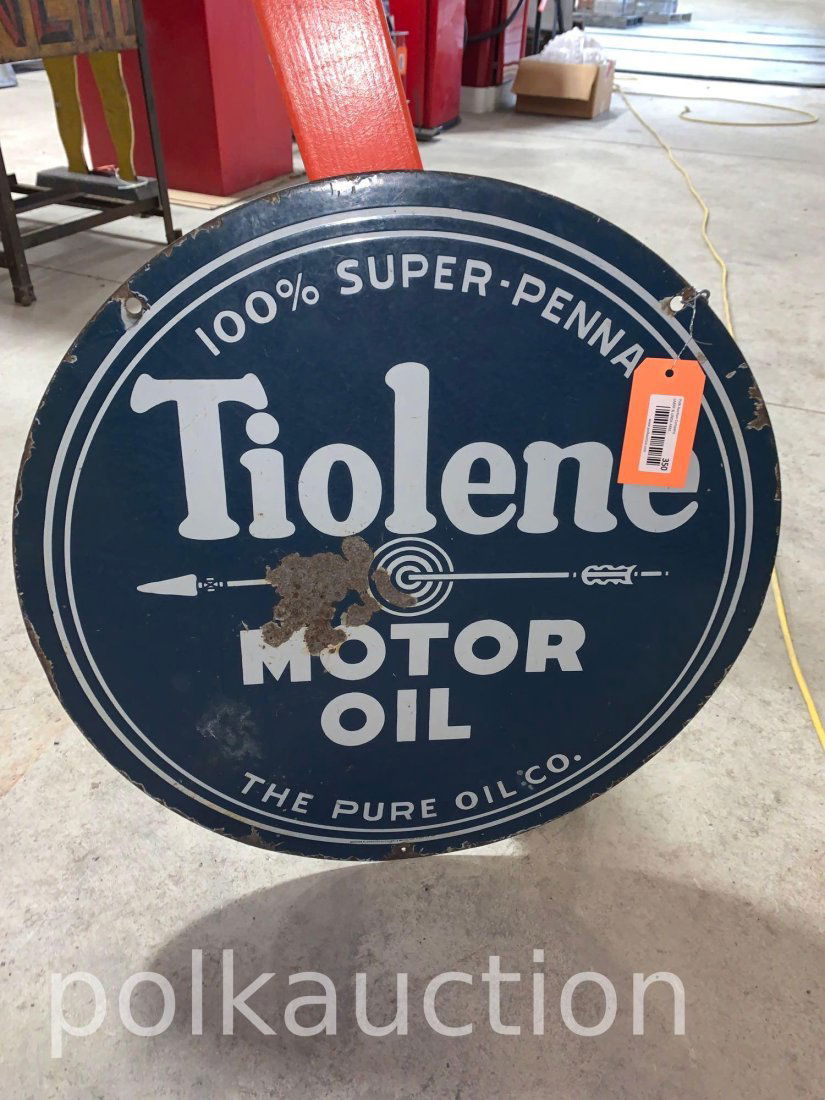 100% SUPER-PENNA
Tiolene
MOTOR
OIL
THE PURE OIL CO.
350
polkauction